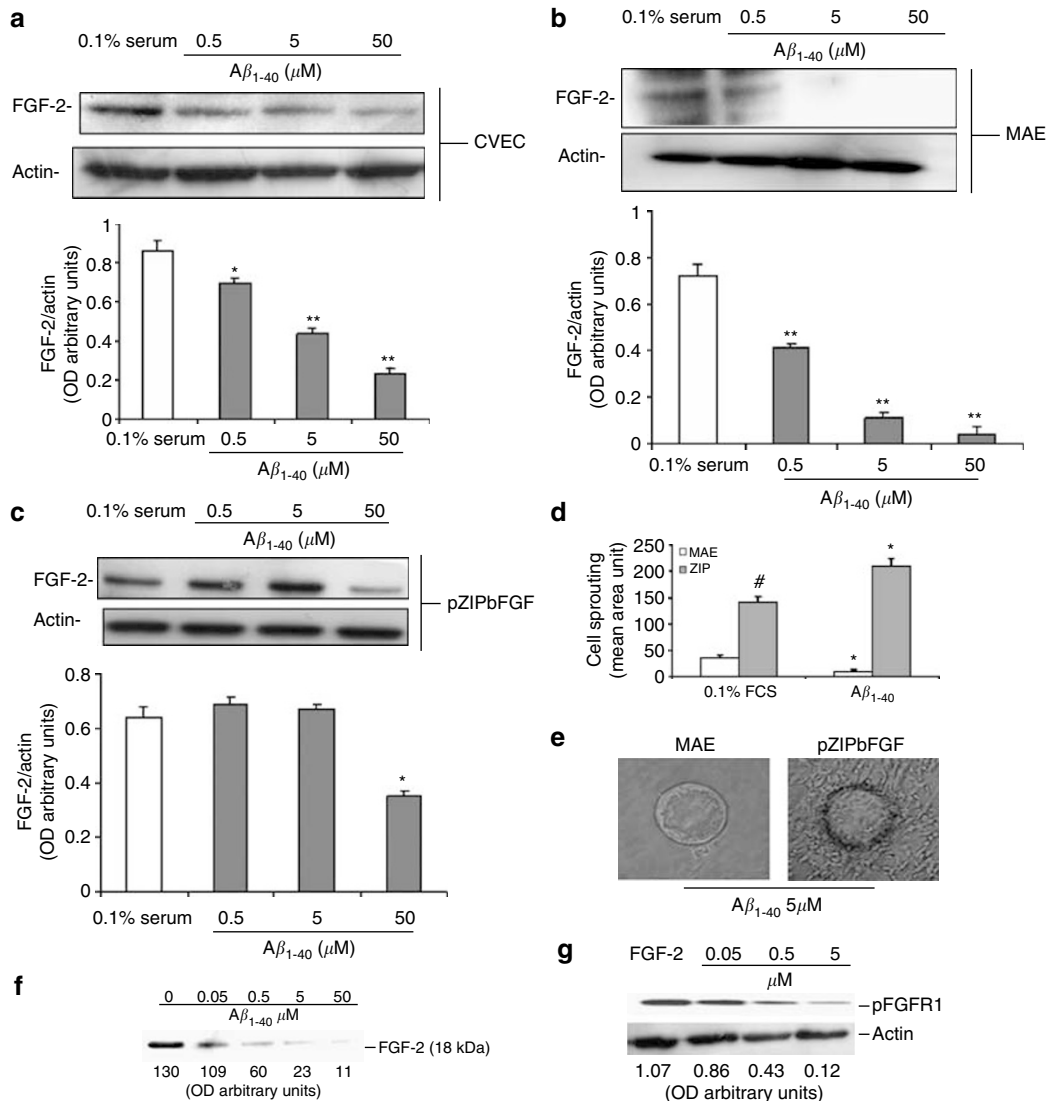 a
0.1% serum 0.5 5 50
Aβ1-40 (μM)
FGF-2-
CVEC
Actin-
1
0.8
0.6
0.4
0.2
0
FGF-2/actin
(OD arbitrary units)
*
**
**
0.1% serum 0.5 5 50
Aβ1-40 (μM)
b
0.1% serum 0.5 5 50
Aβ1-40 (μM)
FGF-2-
MAE
Actin-
1
0.8
0.6
0.4
0.2
0
FGF-2/actin
(OD arbitrary units)
**
**
**
0.1% serum 0.5 5 50
Aβ1-40 (μM)
c
0.1% serum 0.5 5 50
Aβ1-40 (μM)
FGF-2-
pZIPbFGF
Actin-
0.8
0.6
0.4
0.2
0
FGF-2/actin
(OD arbitrary units)
*
0.1% serum 0.5 5 50
Aβ1-40 (μM)
d
MAE
ZIP
250
200
150
100
50
0
Cell sprouting
(mean area unit)
#
*
*
0.1% FCS Aβ1-40
e
MAE pZIPbFGF
Aβ1-40 5μM
f
0 0.05 0.5 5 50
Aβ1-40 μM
–FGF-2 (18 kDa)
130 109 60 23 11
(OD arbitrary units)
g
FGF-2 0.05 0.5 5
μM
–pFGFR1
–Actin
1.07 0.86 0.43 0.12
(OD arbitrary units)